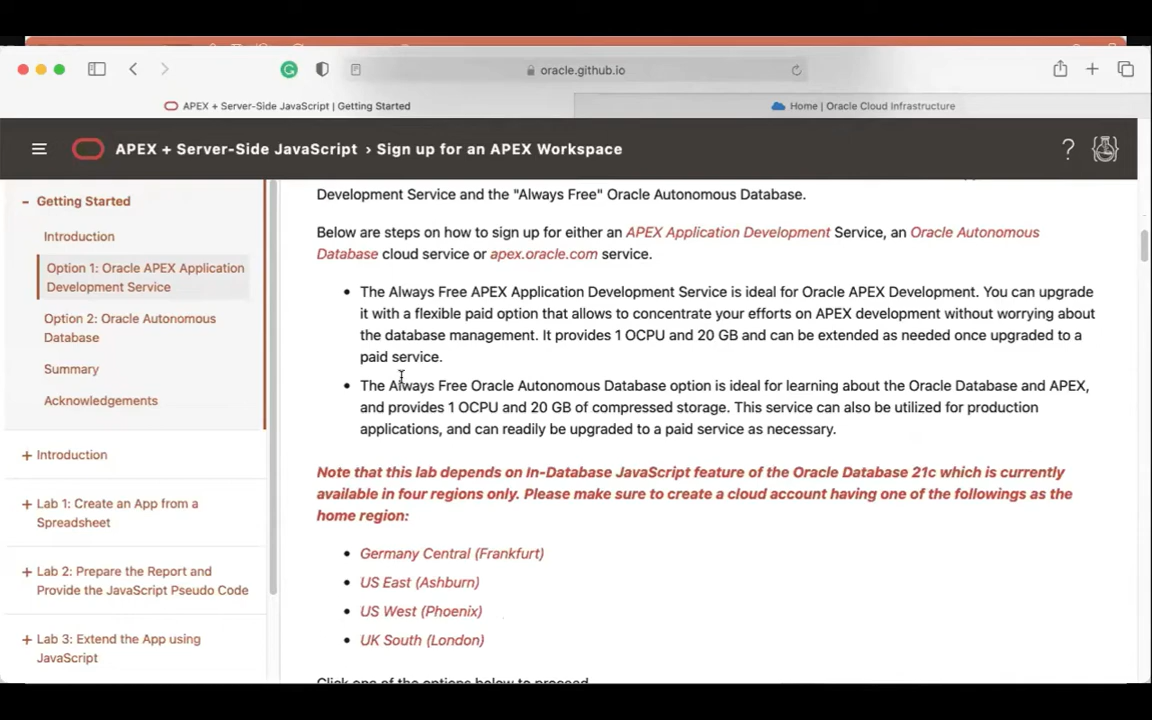 oracle.github.io
APEX + Server-Side JavaScript | Getting Started
Home | Oracle Cloud Infrastructure
APEX + Server-Side JavaScript › Sign up for an APEX Workspace
?
− Getting Started
Introduction
Option 1: Oracle APEX Application
Development Service
Option 2: Oracle Autonomous
Database
Summary
Acknowledgements
+ Introduction
+ Lab 1: Create an App from a
Spreadsheet
+ Lab 2: Prepare the Report and
Provide the JavaScript Pseudo Code
+ Lab 3: Extend the App using
JavaScript
Development Service and the "Always Free" Oracle Autonomous Database.
Below are steps on how to sign up for either an APEX Application Development Service, an Oracle Autonomous
Database cloud service or apex.oracle.com service.
• The Always Free APEX Application Development Service is ideal for Oracle APEX Development. You can upgrade
it with a flexible paid option that allows to concentrate your efforts on APEX development without worrying about
the database management. It provides 1 OCPU and 20 GB and can be extended as needed once upgraded to a
paid service.
• The Always Free Oracle Autonomous Database option is ideal for learning about the Oracle Database and APEX,
and provides 1 OCPU and 20 GB of compressed storage. This service can also be utilized for production
applications, and can readily be upgraded to a paid service as necessary.
Note that this lab depends on In-Database JavaScript feature of the Oracle Database 21c which is currently
available in four regions only. Please make sure to create a cloud account having one of the followings as the
home region:
• Germany Central (Frankfurt)
• US East (Ashburn)
• US West (Phoenix)
• UK South (London)
Click one of the options below to proceed.